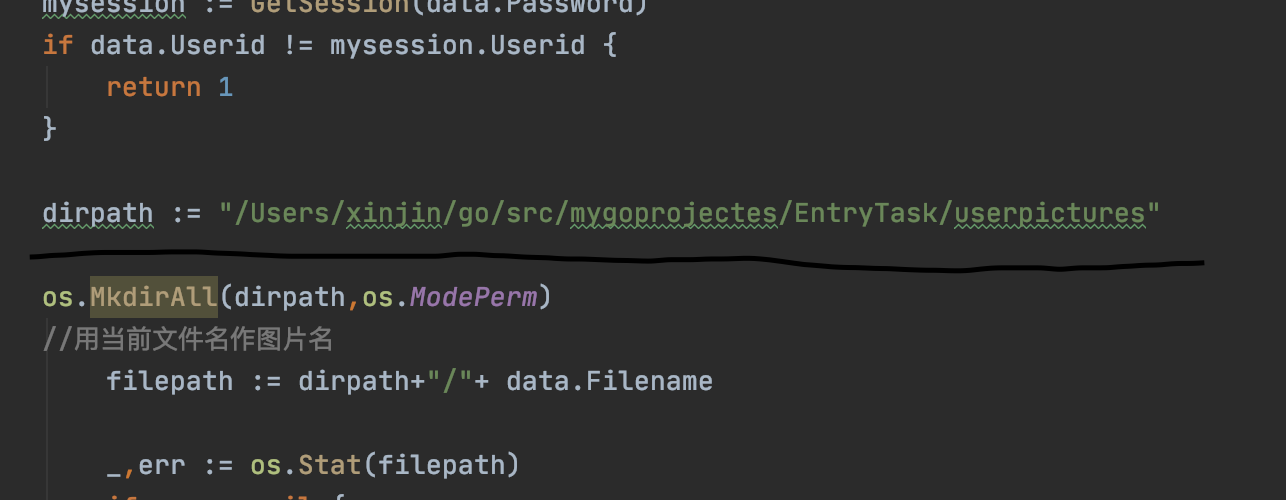 mysession := GetSession(data.Password)
if data.Userid != mysession.Userid {
return 1
}
dirpath := "/Users/xinjin/go/src/mygoprojectes/EntryTask/userpictures"
os.MkdirAll(dirpath,os.ModePerm)
//用当前文件名作图片名
filepath := dirpath+"/"+ data.Filename
_,err := os.Stat(filepath)